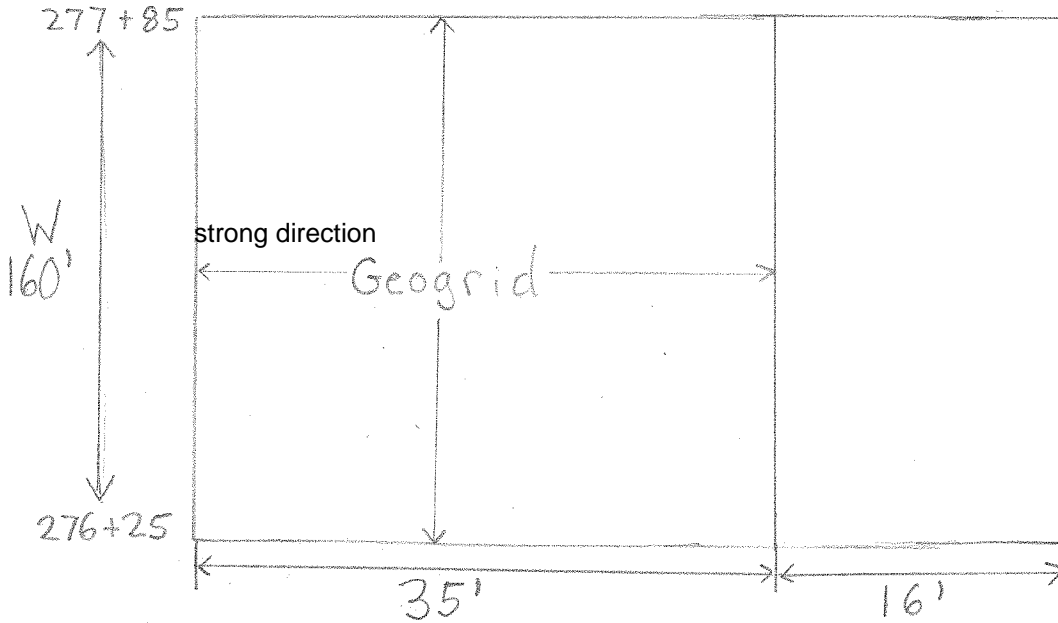 277+85
W
160'
strong direction
Geogrid
276+25
35'
16'